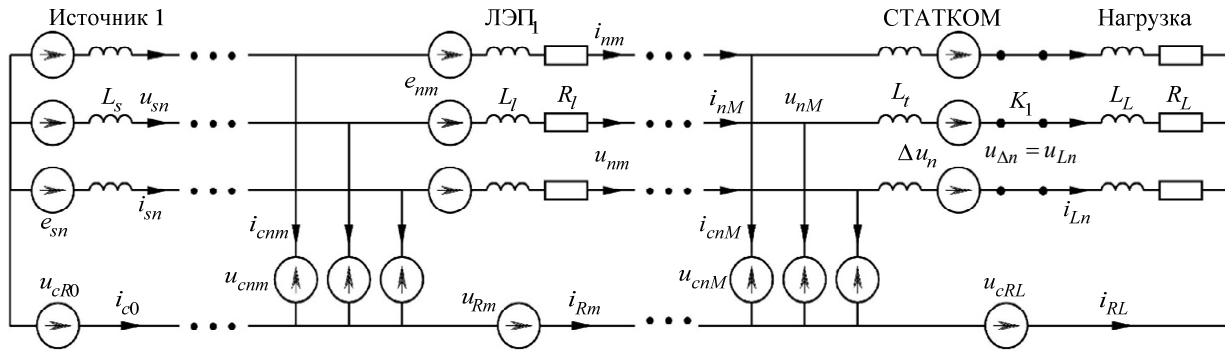 Источник 1 ЛЭП₁ СТАТКОМ Нагрузка
i_nm
e_nm
L_s u_sn L_l R_l i_nM u_nM L_t K₁ L_L R_L
u_nm Δu_n u_Δn = u_Ln
i_sn i_Ln
e_sn i_cnm i_cnM
u_cR0 u_cnm u_Rm u_cnM u_cRL
i_c0 i_Rm i_RL